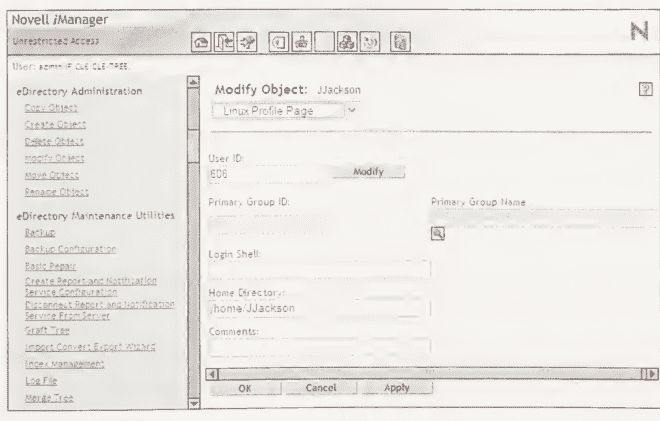 Novell iManager
Unrestricted Access
N
User: admin.IF.CLE.CLE-TREE.
eDirectory Administration
Copy Object
Create Object
Delete Object
Modify Object
Move Object
Rename Object
eDirectory Maintenance Utilities
Backup
Backup Configuration
Basic Repair
Create Report and Notification
Service Configuration
Disconnect Report and Notification
Service From Server
Graft Tree
Import Convert Export Wizard
Index Management
Log File
Merge Tree
Modify Object: JJackson
?
Linux Profile Page
User ID:
606
Modify
Primary Group ID:
Primary Group Name
Login Shell:
Home Directory:
/home/JJackson
Comments:
OK Cancel Apply